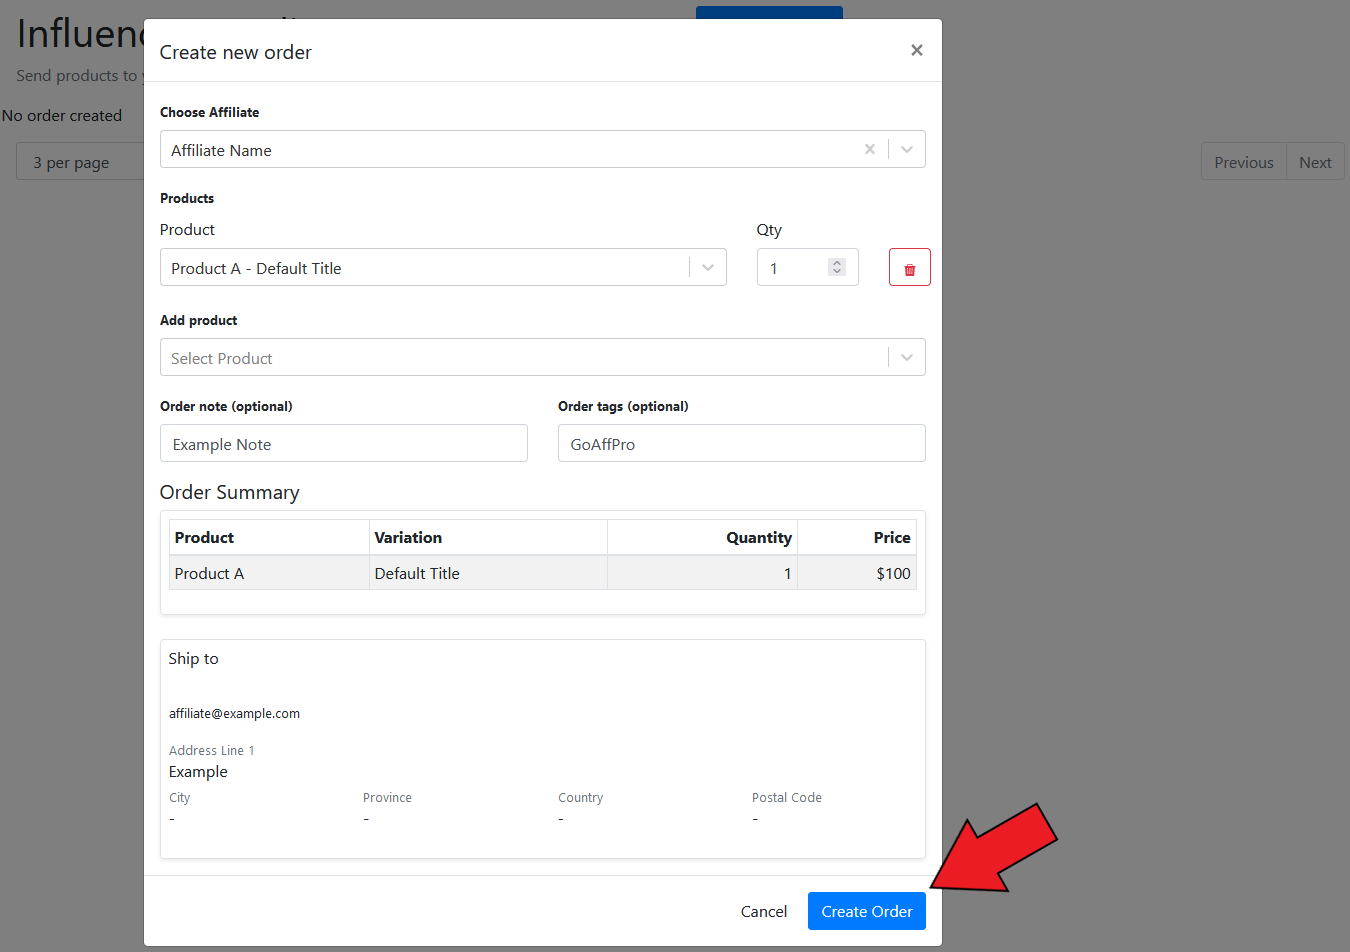 Create new order
Send products to
No order created
3 per page
Previous Next
Choose Affiliate
Affiliate Name
Products
Product Qty
Product A - Default Title 1
Add product
Select Product
Order note (optional) Order tags (optional)
Example Note GoAffPro
Order Summary
Product Variation Quantity Price
Product A Default Title 1 $100
Ship to
affiliate@example.com
Address Line 1
Example
City Province Country Postal Code
- - - -
Cancel Create Order